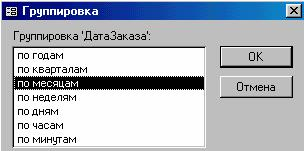 Группировка
Группировка 'ДатаЗаказа':
по годам
по кварталам
по месяцам
по неделям
по дням
по часам
по минутам
OK
Отмена